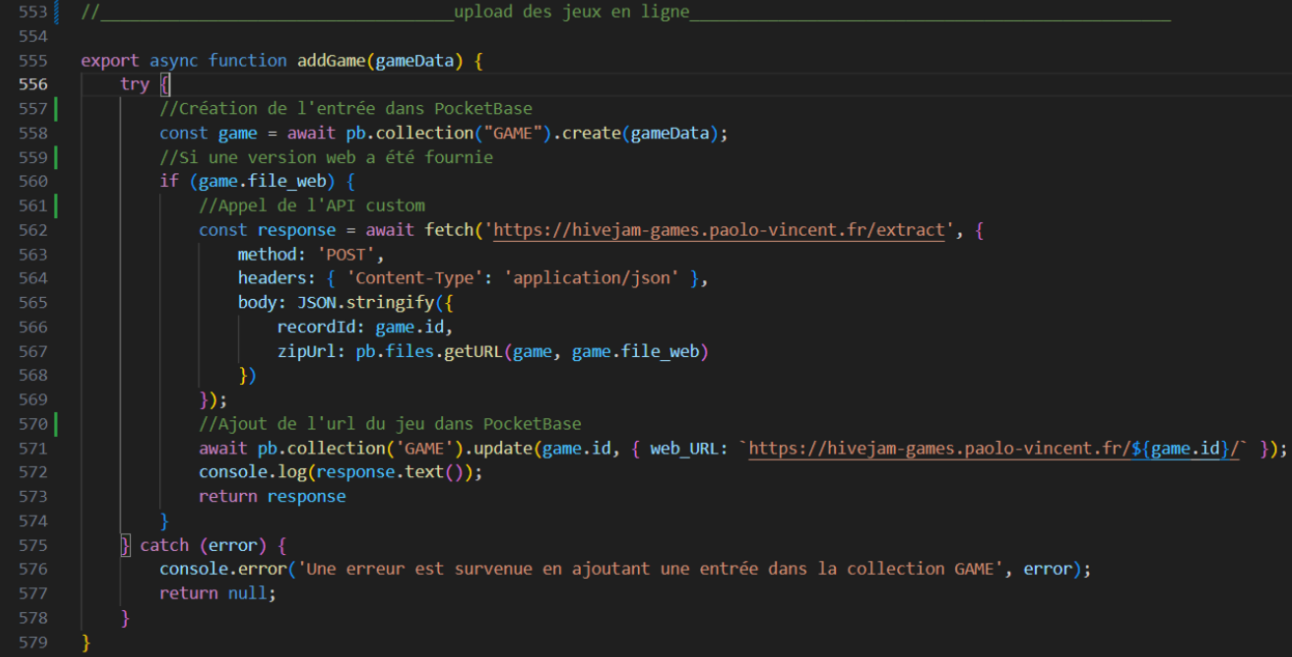 553 //____________________________________upload des jeux en ligne_________________________________________________
554
555 export async function addGame(gameData) {
556     try {
557         //Création de l'entrée dans PocketBase
558         const game = await pb.collection("GAME").create(gameData);
559         //Si une version web a été fournie
560         if (game.file_web) {
561             //Appel de l'API custom
562             const response = await fetch('https://hivejam-games.paolo-vincent.fr/extract', {
563                 method: 'POST',
564                 headers: { 'Content-Type': 'application/json' },
565                 body: JSON.stringify({
566                     recordId: game.id,
567                     zipUrl: pb.files.getURL(game, game.file_web)
568                 })
569             });
570             //Ajout de l'url du jeu dans PocketBase
571             await pb.collection('GAME').update(game.id, { web_URL: `https://hivejam-games.paolo-vincent.fr/${game.id}/` });
572             console.log(response.text());
573             return response
574         }
575     } catch (error) {
576         console.error('Une erreur est survenue en ajoutant une entrée dans la collection GAME', error);
577         return null;
578     }
579 }